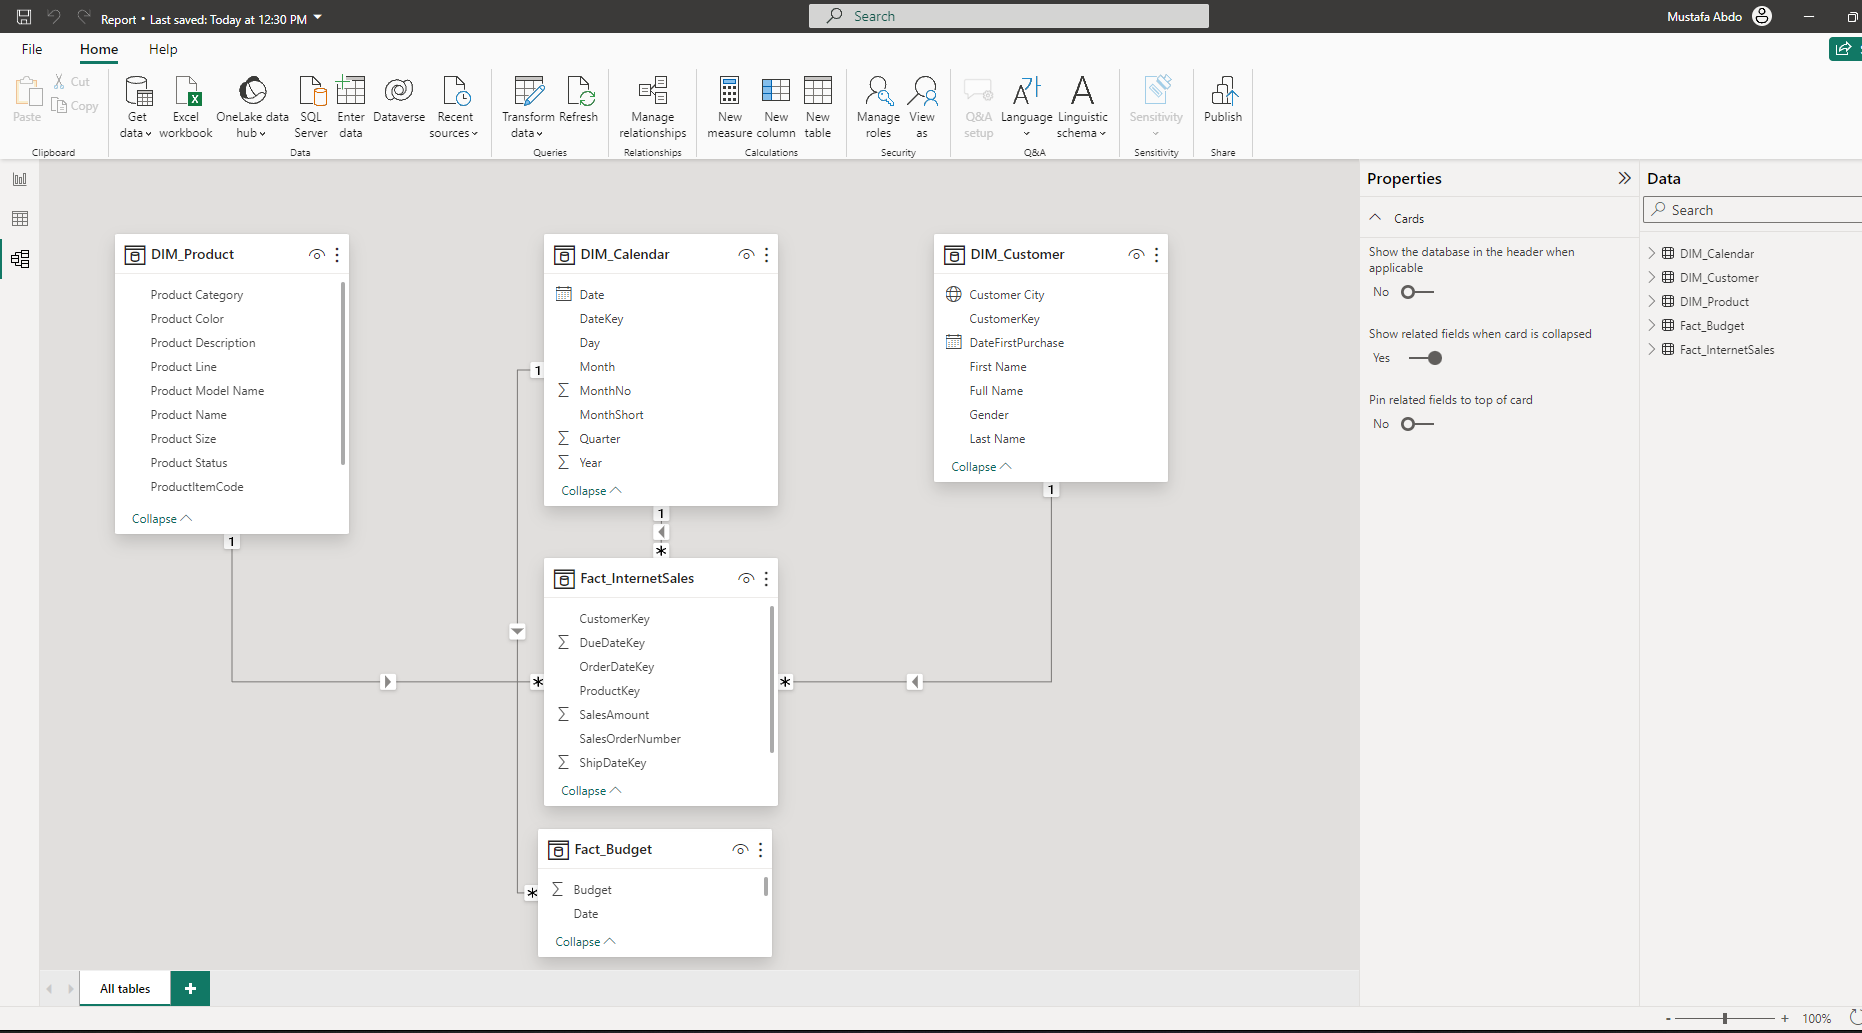 Report • Last saved: Today at 12:30 PM
Search
Mustafa Abdo
File
Home
Help
Paste
Cut
Copy
Clipboard
Get data
Excel workbook
OneLake data hub
SQL Server
Enter data
Dataverse
Recent sources
Data
Transform data
Refresh
Queries
Manage relationships
Relationships
New measure
New column
New table
Calculations
Manage roles
View as
Security
Q&A setup
Language
Linguistic schema
Q&A
Sensitivity
Sensitivity
Publish
Share
DIM_Product
Product Category
Product Color
Product Description
Product Line
Product Model Name
Product Name
Product Size
Product Status
ProductItemCode
Collapse
1
DIM_Calendar
Date
DateKey
Day
Month
MonthNo
MonthShort
Quarter
Year
Collapse
1
1
*
DIM_Customer
Customer City
CustomerKey
DateFirstPurchase
First Name
Full Name
Gender
Last Name
Collapse
1
Fact_InternetSales
CustomerKey
DueDateKey
OrderDateKey
ProductKey
SalesAmount
SalesOrderNumber
ShipDateKey
Collapse
*
*
Fact_Budget
Budget
Date
Collapse
*
Properties
Cards
Show the database in the header when
applicable
No
Show related fields when card is collapsed
Yes
Pin related fields to top of card
No
Data
Search
DIM_Calendar
DIM_Customer
DIM_Product
Fact_Budget
Fact_InternetSales
All tables
+
- + 100%